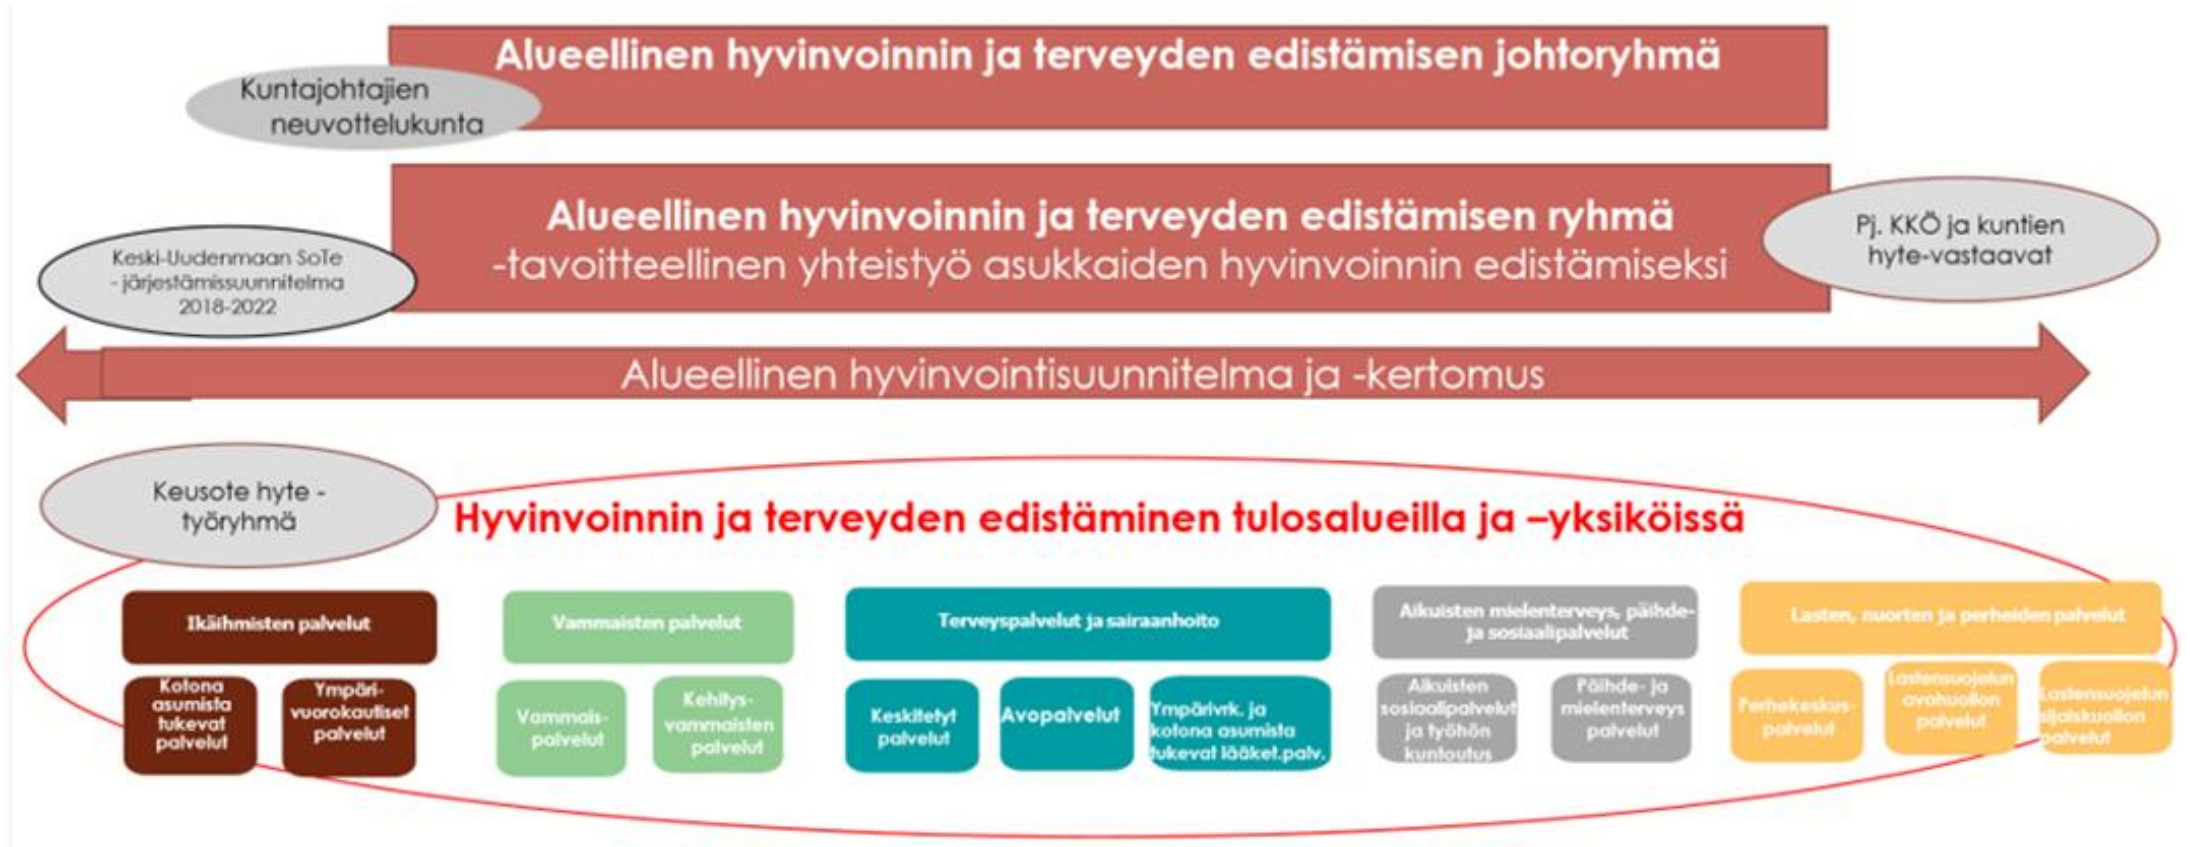 Alueellinen hyvinvoinnin ja terveyden edistämisen johtoryhmä
Kuntajohtajien
neuvottelukunta
Alueellinen hyvinvoinnin ja terveyden edistämisen ryhmä
-tavoitteellinen yhteistyö asukkaiden hyvinvoinnin edistämiseksi
Pj. KKÖ ja kuntien
hyte-vastaavat
Keski-Uudenmaan SoTe
- järjestämissuunnitelma
2018-2022
Alueellinen hyvinvointisuunnitelma ja -kertomus
Keusote hyte -
työryhmä
Hyvinvoinnin ja terveyden edistäminen tulosalueilla ja –yksiköissä
Ikäihmisten palvelut
Kotona
asumista
tukevat
palvelut
Ympäri-
vuorokautiset
palvelut
Vammaisten palvelut
Vammais-
palvelut
Kehitys-
vammaisten
palvelut
Terveyspalvelut ja sairaanhoito
Keskitetyt
palvelut
Avopalvelut
Ympärivrk. ja
kotona asumista
tukevat lääket.palv.
Aikuisten mielenterveys, päihde-
ja sosiaalipalvelut
Aikuisten
sosiaalipalvelut
ja työhön
kuntoutus
Päihde- ja
mielenterveys
palvelut
Lasten, nuorten ja perheiden palvelut
Perhekeskus-
palvelut
Lastensuojelun
avohuollon
palvelut
Lastensuojelun
sijaishuollon
palvelut